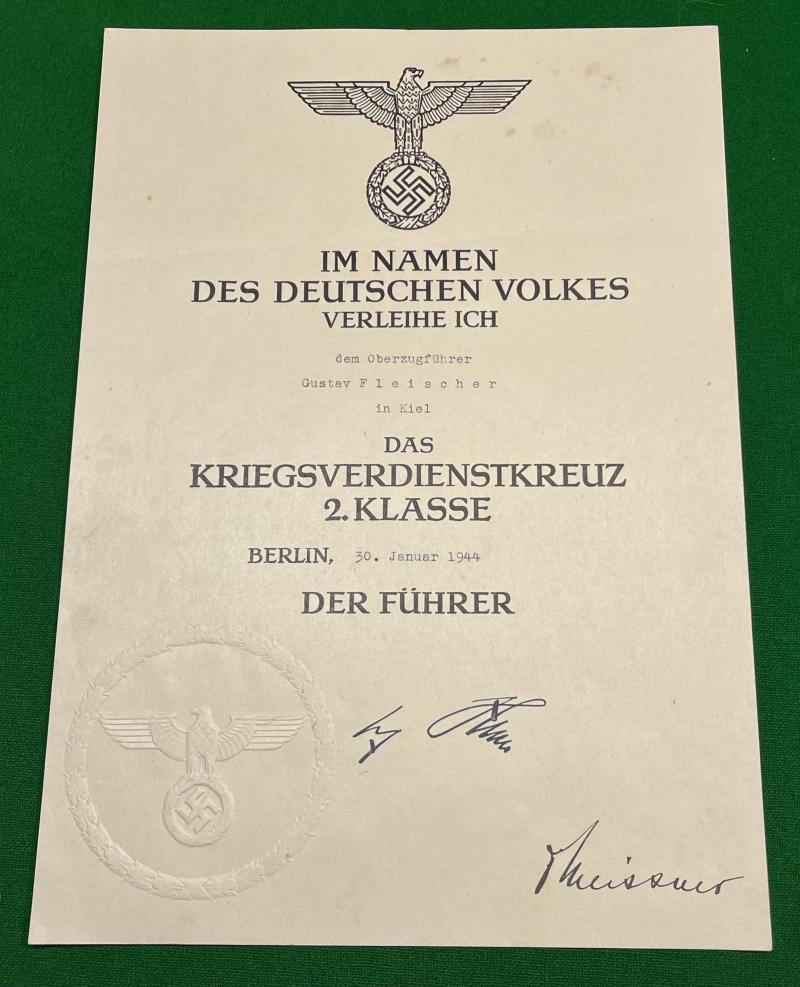 IM NAMEN
DES DEUTSCHEN VOLKES
VERLEIHE ICH
dem Oberzugführer
Gustav F l e i s c h e r
in Kiel
DAS
KRIEGSVERDIENSTKREUZ
2. KLASSE
BERLIN, 30. Januar 1944
DER FÜHRER
Meissner